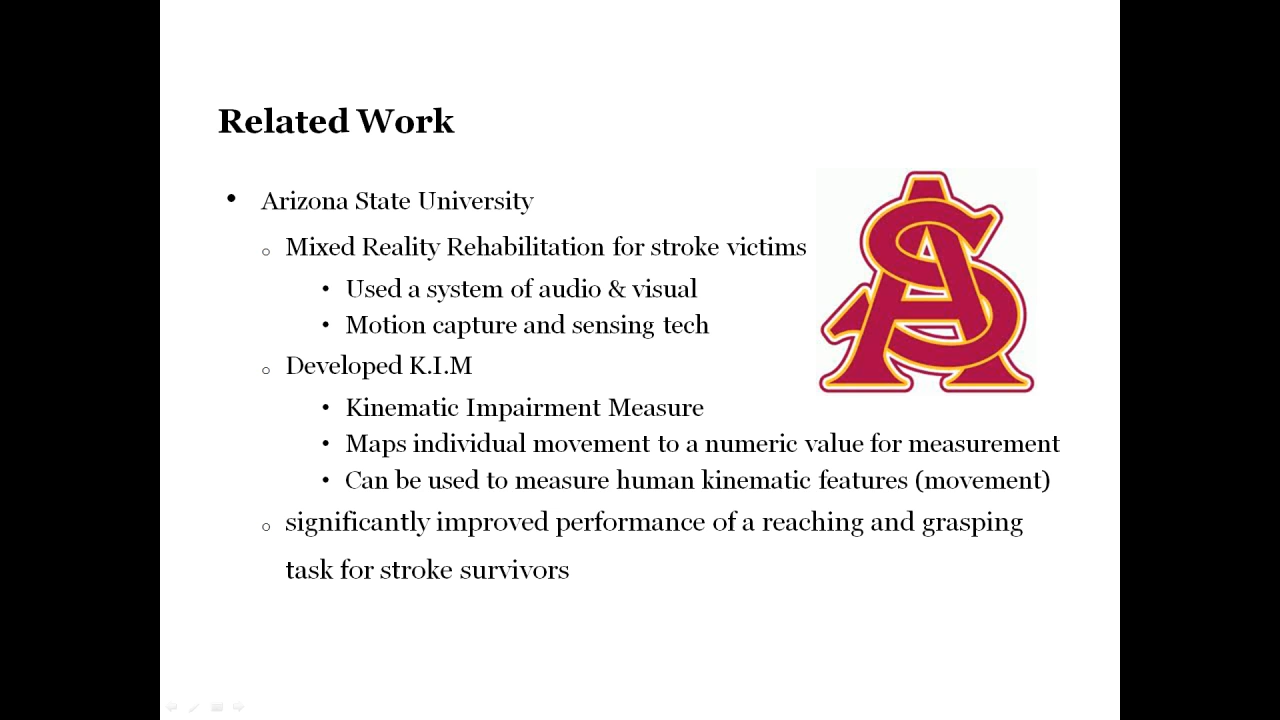 Related Work
• Arizona State University
o Mixed Reality Rehabilitation for stroke victims
• Used a system of audio & visual
• Motion capture and sensing tech
o Developed K.I.M
• Kinematic Impairment Measure
• Maps individual movement to a numeric value for measurement
• Can be used to measure human kinematic features (movement)
o significantly improved performance of a reaching and grasping
task for stroke survivors
AS